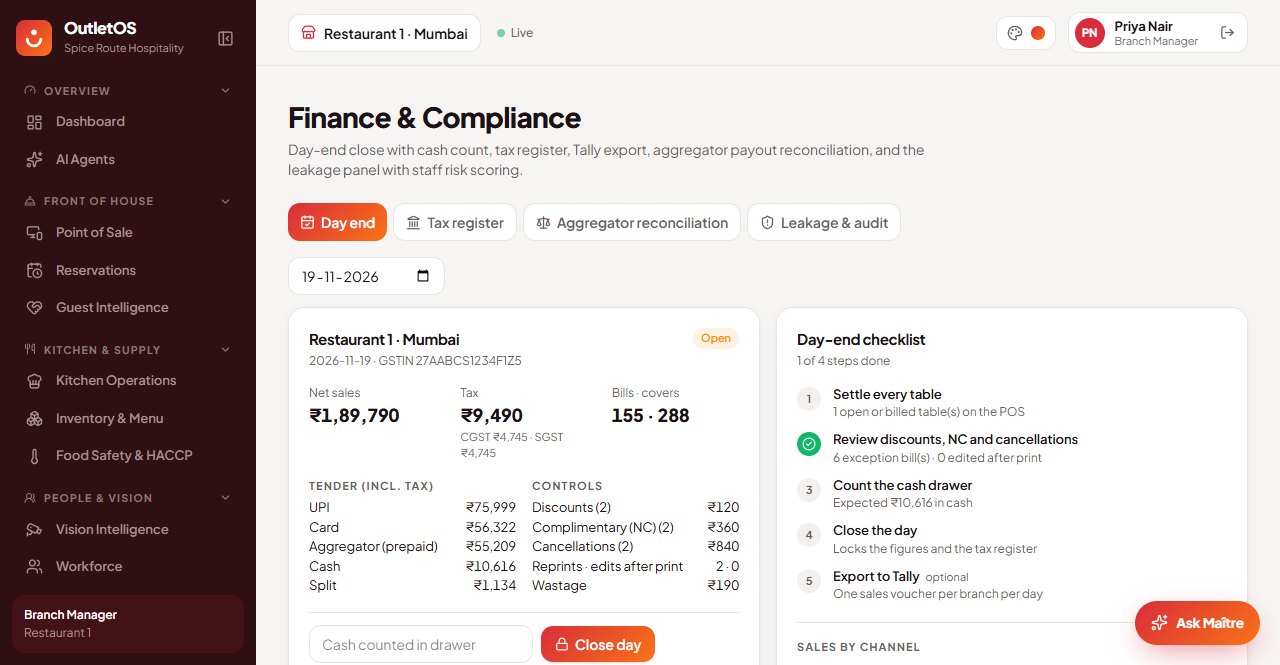 OutletOS
Spice Route Hospitality
OVERVIEW
Dashboard
AI Agents
FRONT OF HOUSE
Point of Sale
Reservations
Guest Intelligence
KITCHEN & SUPPLY
Kitchen Operations
Inventory & Menu
Food Safety & HACCP
PEOPLE & VISION
Vision Intelligence
Workforce
Branch Manager
Restaurant 1
Restaurant 1 · Mumbai
Live
PN
Priya Nair
Branch Manager
Finance & Compliance
Day-end close with cash count, tax register, Tally export, aggregator payout reconciliation, and the
leakage panel with staff risk scoring.
Day end
Tax register
Aggregator reconciliation
Leakage & audit
19-11-2026
Restaurant 1 · Mumbai
Open
2026-11-19 · GSTIN 27AABCS1234F1Z5
Net sales
Tax
Bills · covers
₹1,89,790
₹9,490
155 · 288
CGST ₹4,745 · SGST
₹4,745
TENDER (INCL. TAX)
UPI ₹75,999
Card ₹56,322
Aggregator (prepaid) ₹55,209
Cash ₹10,616
Split ₹1,134
CONTROLS
Discounts (2) ₹120
Complimentary (NC) (2) ₹360
Cancellations (2) ₹840
Reprints · edits after print 2 · 0
Wastage ₹190
Cash counted in drawer
Close day
Day-end checklist
1 of 4 steps done
1
Settle every table
1 open or billed table(s) on the POS
Review discounts, NC and cancellations
6 exception bill(s) · 0 edited after print
3
Count the cash drawer
Expected ₹10,616 in cash
4
Close the day
Locks the figures and the tax register
5
Export to Tally optional
One sales voucher per branch per day
SALES BY CHANNEL
Ask Maître